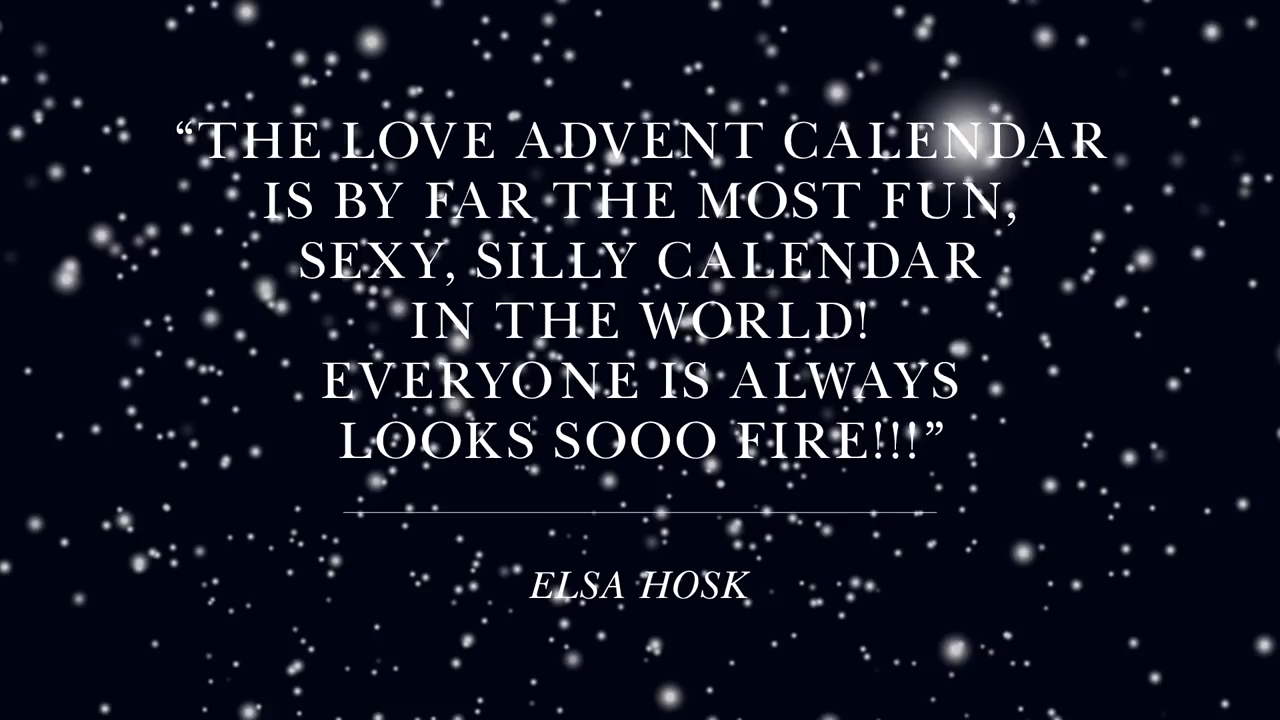 “THE LOVE ADVENT CALENDAR
IS BY FAR THE MOST FUN,
SEXY, SILLY CALENDAR
IN THE WORLD!
EVERYONE IS ALWAYS
LOOKS SOOO FIRE!!!”
ELSA HOSK